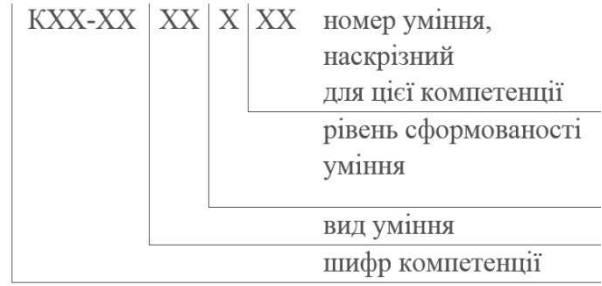 КХХ-ХХ ХХ Х ХХ номер уміння,
наскрізний
для цієї компетенції
рівень сформованості
уміння
вид уміння
шифр компетенції